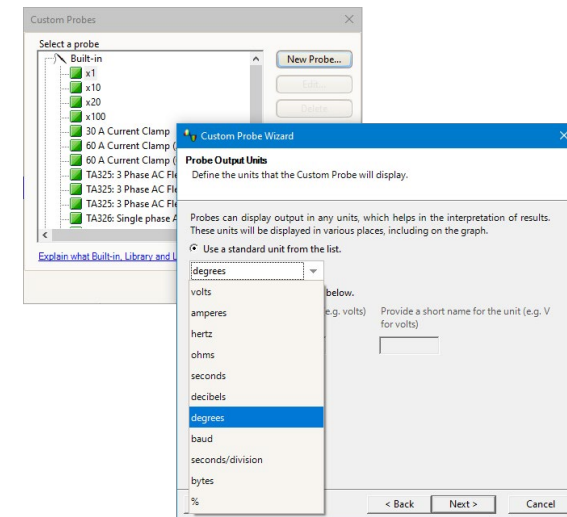 Custom Probes
Select a probe
Built-in
x1
x10
x20
x100
30 A Current Clamp
60 A Current Clamp (
60 A Current Clamp (
TA325: 3 Phase AC Fle
TA325: 3 Phase AC Fle
TA325: 3 Phase AC Fle
TA326: Single phase A
New Probe...
Edit...
Delete
Explain what Built-in, Library and L
Custom Probe Wizard
Probe Output Units
Define the units that the Custom Probe will display.
Probes can display output in any units, which helps in the interpretation of results.
These units will be displayed in various places, including on the graph.
Use a standard unit from the list.
degrees
below.
e.g. volts)
Provide a short name for the unit (e.g. V
for volts)
volts
amperes
hertz
ohms
seconds
decibels
degrees
baud
seconds/division
bytes
%
< Back
Next >
Cancel